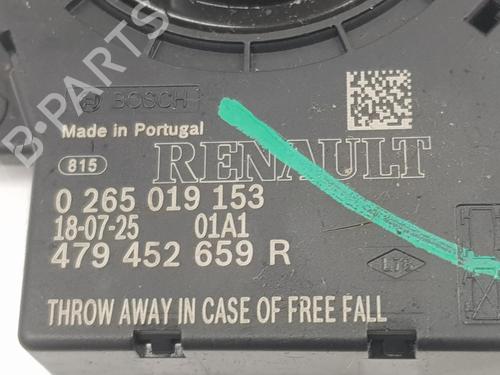 B-PARTS
BOSCH
Made in Portugal
815
RENAULT
0 265 019 153
18-07-25 01A1
479 452 659 R
THROW AWAY IN CASE OF FREE FALL